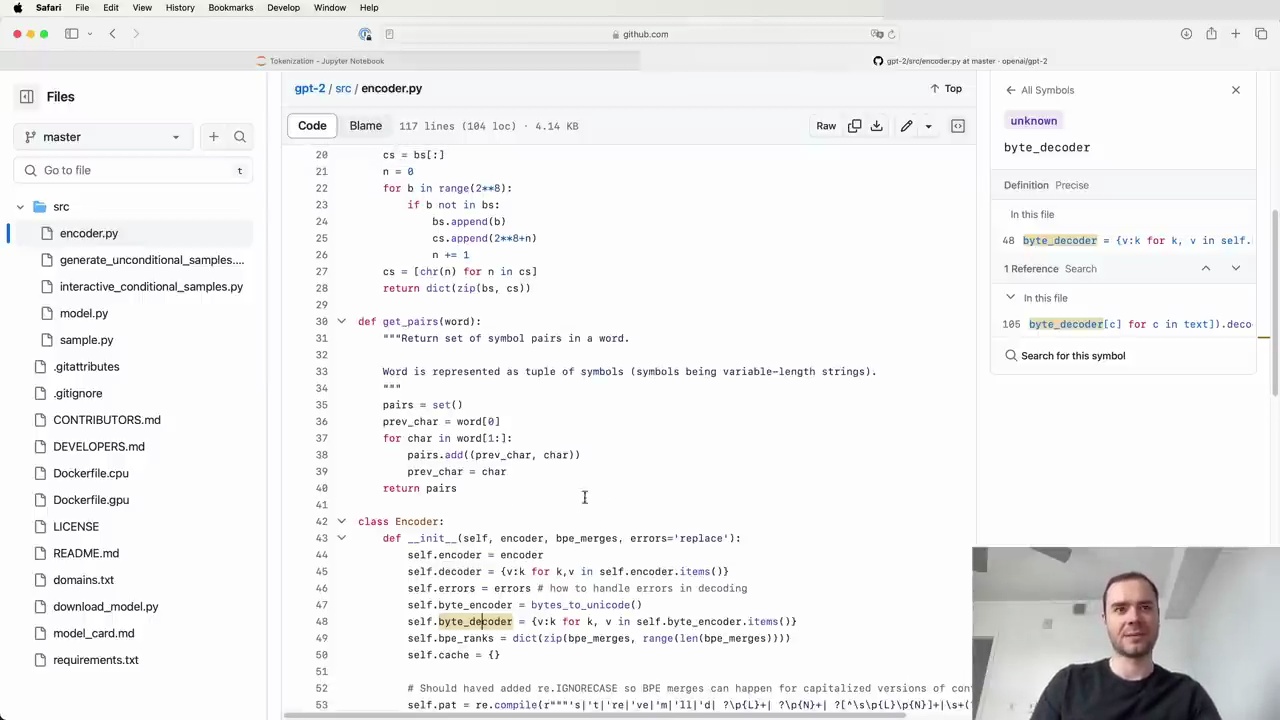 Safari File Edit View History Bookmarks Develop Window Help
github.com
Tokenization - Jupyter Notebook
gpt-2/src/encoder.py at master · openai/gpt-2
Files
master
Go to file t
src
encoder.py
generate_unconditional_samples....
interactive_conditional_samples.py
model.py
sample.py
.gitattributes
.gitignore
CONTRIBUTORS.md
DEVELOPERS.md
Dockerfile.cpu
Dockerfile.gpu
LICENSE
README.md
domains.txt
download_model.py
model_card.md
requirements.txt
gpt-2 / src / encoder.py
Top
Code Blame 117 lines (104 loc) · 4.14 KB
Raw
20 cs = bs[:]
21 n = 0
22 for b in range(2**8):
23 if b not in bs:
24 bs.append(b)
25 cs.append(2**8+n)
26 n += 1
27 cs = [chr(n) for n in cs]
28 return dict(zip(bs, cs))
29
30 def get_pairs(word):
31 """Return set of symbol pairs in a word.
32
33 Word is represented as tuple of symbols (symbols being variable-length strings).
34 """
35 pairs = set()
36 prev_char = word[0]
37 for char in word[1:]:
38 pairs.add((prev_char, char))
39 prev_char = char
40 return pairs
41
42 class Encoder:
43 def __init__(self, encoder, bpe_merges, errors='replace'):
44 self.encoder = encoder
45 self.decoder = {v:k for k,v in self.encoder.items()}
46 self.errors = errors # how to handle errors in decoding
47 self.byte_encoder = bytes_to_unicode()
48 self.byte_decoder = {v:k for k, v in self.byte_encoder.items()}
49 self.bpe_ranks = dict(zip(bpe_merges, range(len(bpe_merges))))
50 self.cache = {}
51
52 # Should haved added re.IGNORECASE so BPE merges can happen for capitalized versions of con
53 self.pat = re.compile(r"""'s|'t|'re|'ve|'m|'ll|'d| ?\p{L}+| ?\p{N}+| ?[^\s\p{L}\p{N}]+|\s+(
All Symbols
unknown
byte_decoder
Definition Precise
In this file
48 byte_decoder = {v:k for k, v in self.
1 Reference Search
In this file
105 byte_decoder[c] for c in text]).deco
Search for this symbol